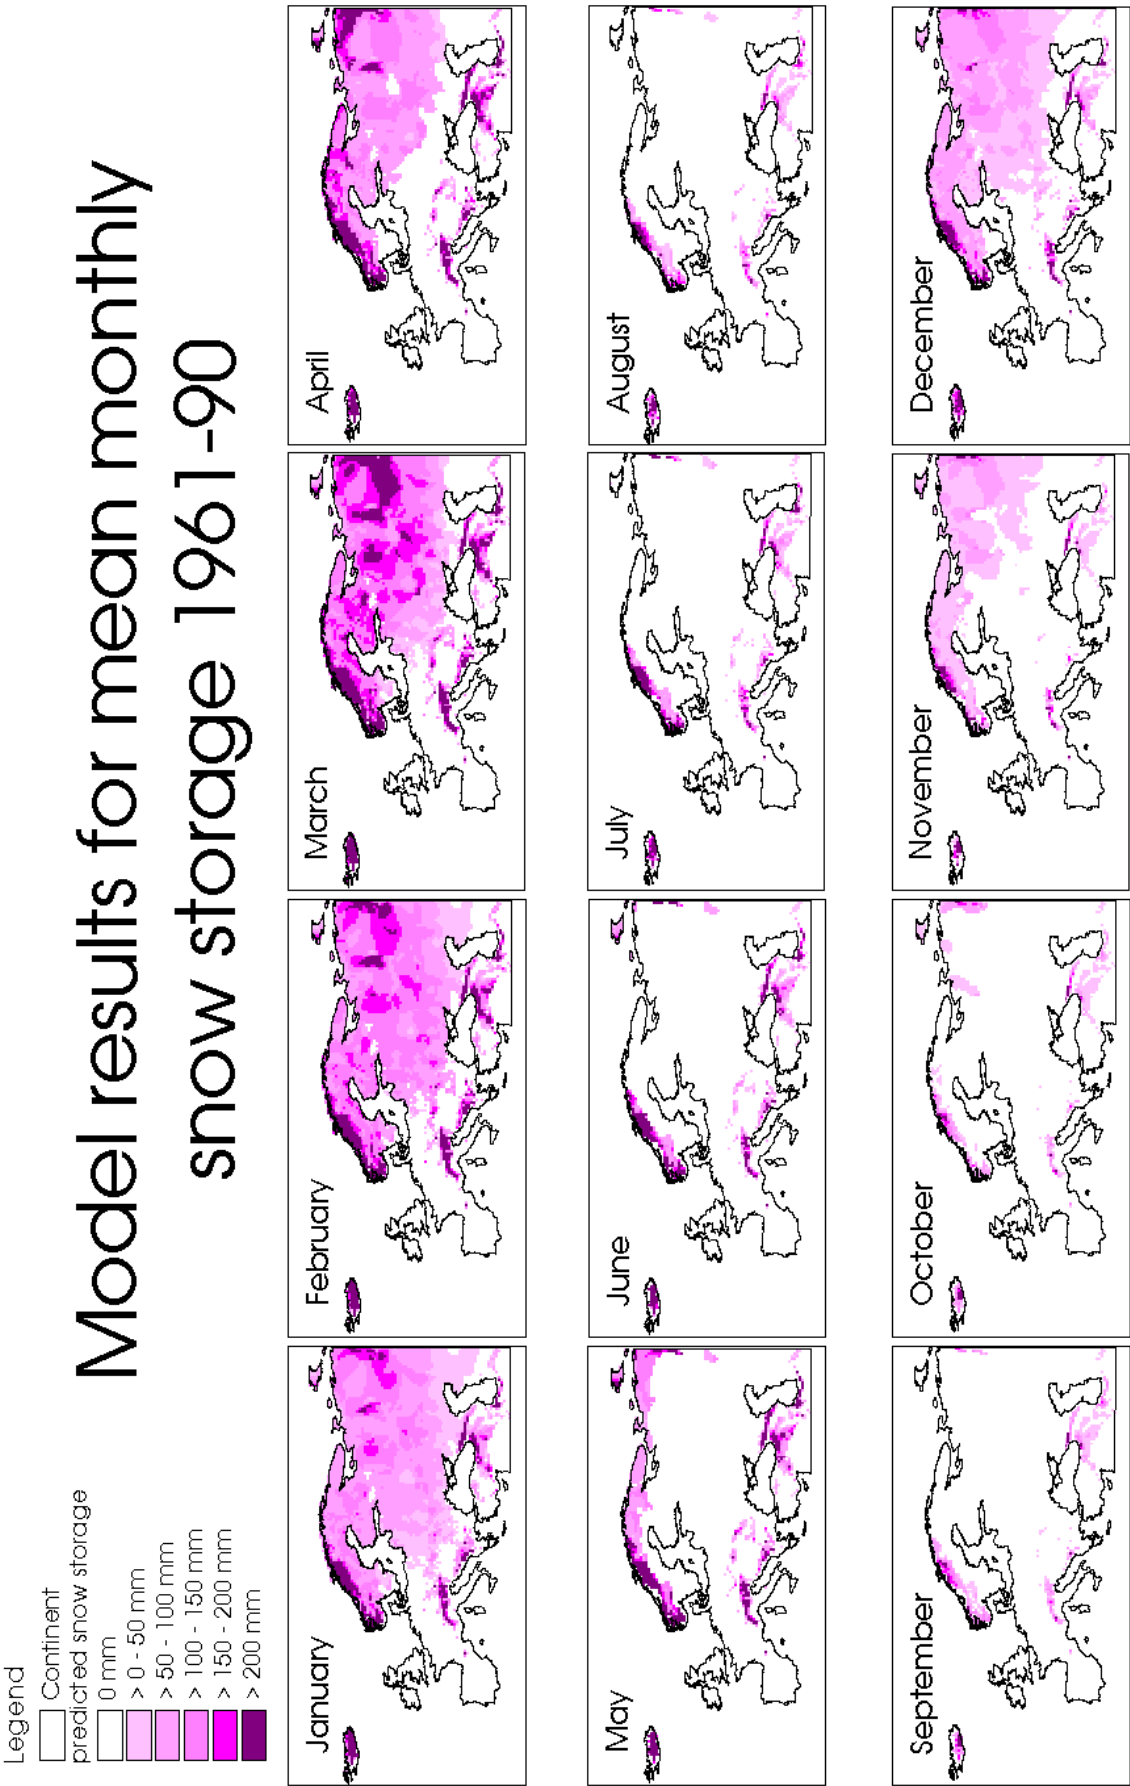 Model results for mean monthly
snow storage 1961-90
Legend
Continent
predicted snow storage
0 mm
> 0 - 50 mm
> 50 - 100 mm
> 100 - 150 mm
> 150 - 200 mm
> 200 mm
January
February
March
April
May
June
July
August
September
October
November
December